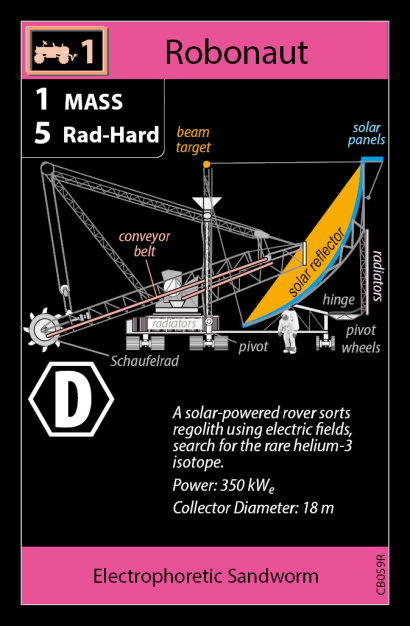 1
Robonaut
1 MASS
5 Rad-Hard
beam
target
solar
panels
conveyor
belt
solar reflector
radiators
hinge
radiators
pivot
wheels
pivot
Schaufelrad
D
A solar-powered rover sorts
regolith using electric fields,
search for the rare helium-3
isotope.
Power: 350 kWe
Collector Diameter: 18 m
Electrophoretic Sandworm
CB059R